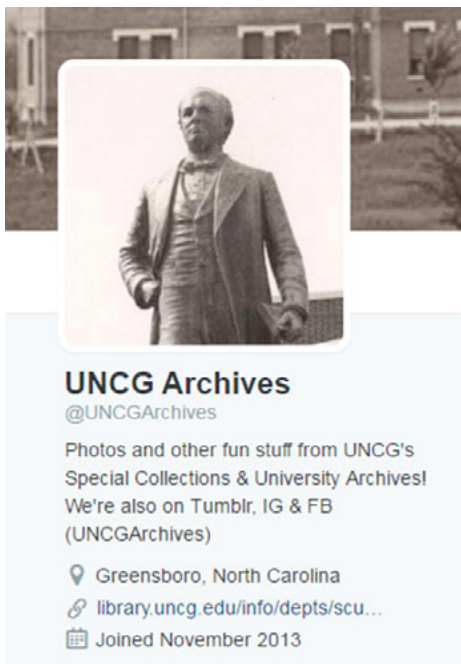 UNCG Archives
@UNCGArchives
Photos and other fun stuff from UNCG's
Special Collections & University Archives!
We're also on Tumblr, IG & FB
(UNCGArchives)
Greensboro, North Carolina
library.uncg.edu/info/depts/scu…
Joined November 2013